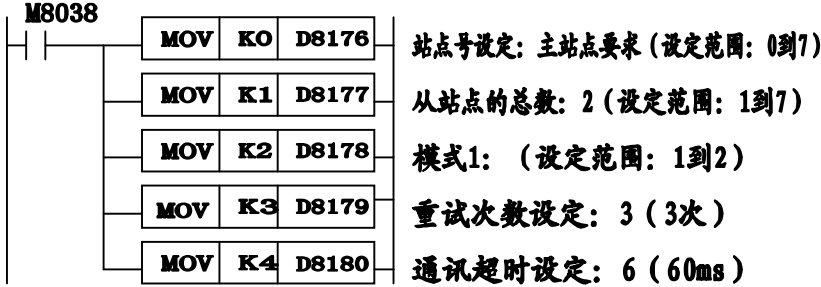 M8038
MOV K0 D8176 站点号设定: 主站点要求(设定范围: 0到7)
MOV K1 D8177 从站点的总数: 2(设定范围: 1到7)
MOV K2 D8178 模式1: (设定范围: 1到2)
MOV K3 D8179 重试次数设定: 3(3次)
MOV K4 D8180 通讯超时设定: 6(60ms)